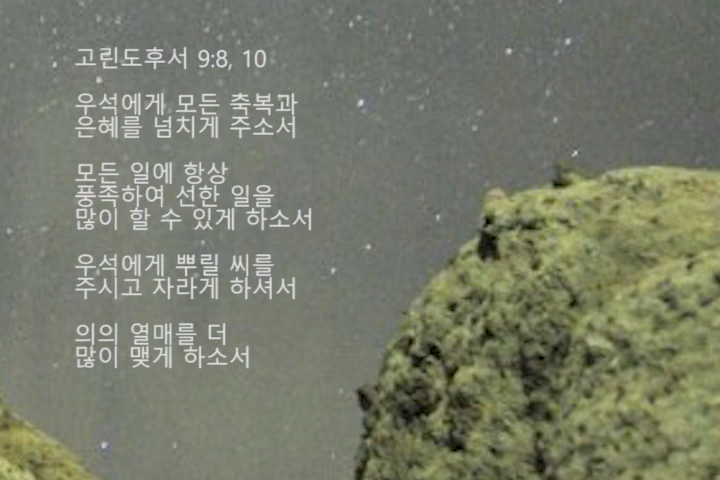 고린도후서 9:8, 10
우석에게 모든 축복과
은혜를 넘치게 주소서
모든 일에 항상
풍족하여 선한 일을
많이 할 수 있게 하소서
우석에게 뿌릴 씨를
주시고 자라게 하셔서
의의 열매를 더
많이 맺게 하소서